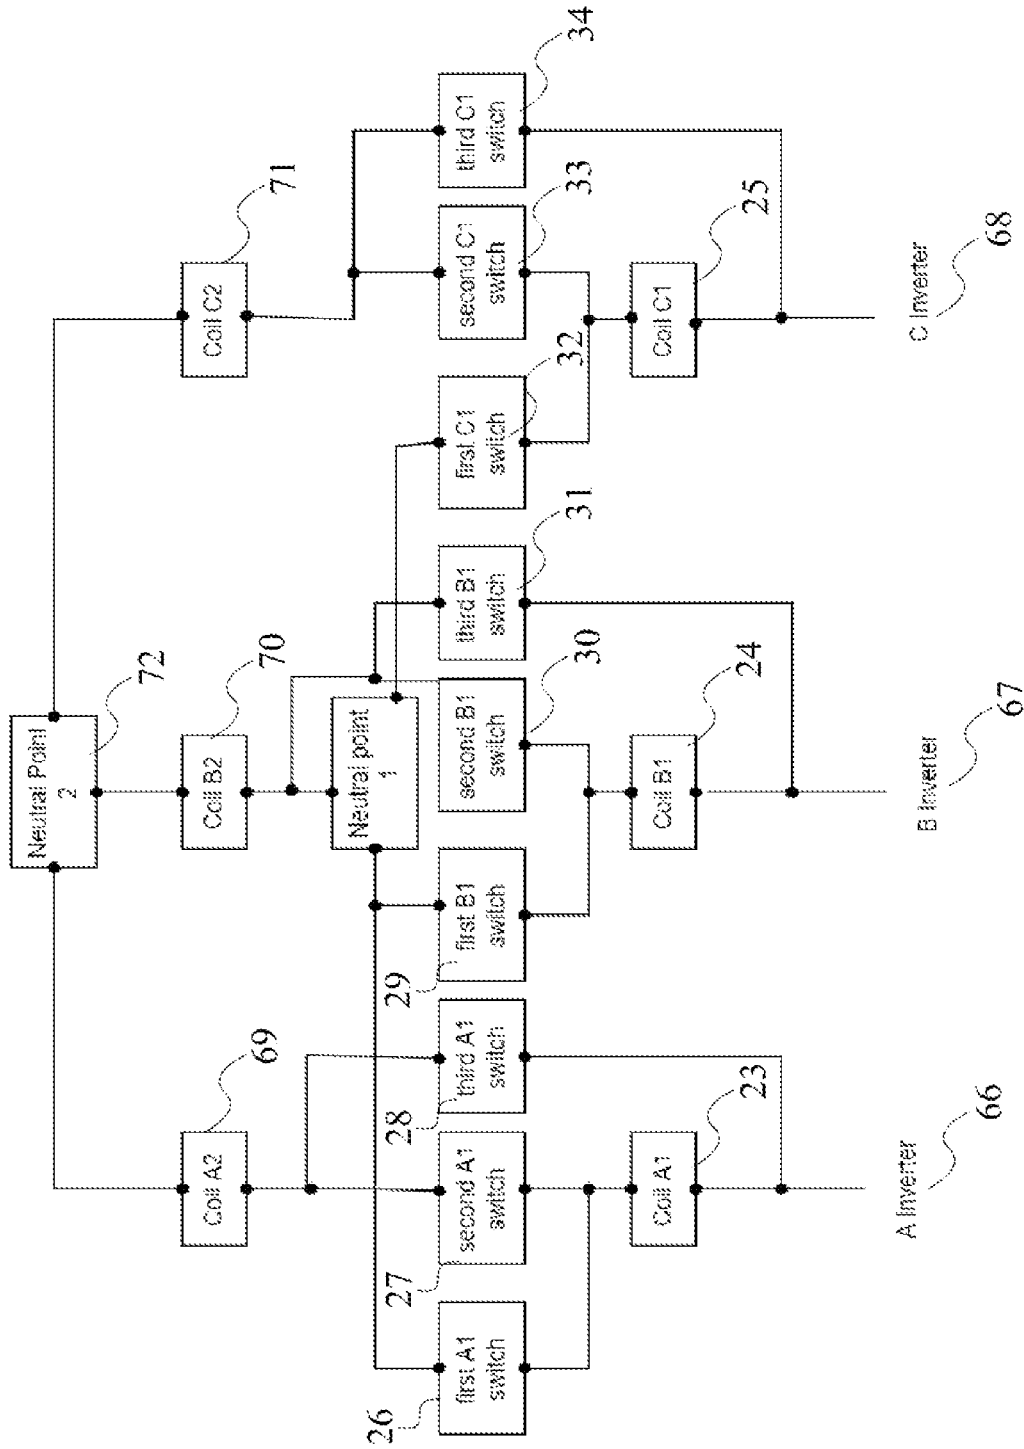 Neutral Point
2
72
Coil A2
69
Coil B2
70
Coil C2
71
Neutral point
1
first A1
switch
26
second A1
switch
27
third A1
switch
28
first B1
switch
29
second B1
switch
30
third B1
switch
31
first C1
switch
32
second C1
switch
33
third C1
switch
34
Coil A1
23
Coil B1
24
Coil C1
25
A Inverter
66
B Inverter
67
C Inverter
68